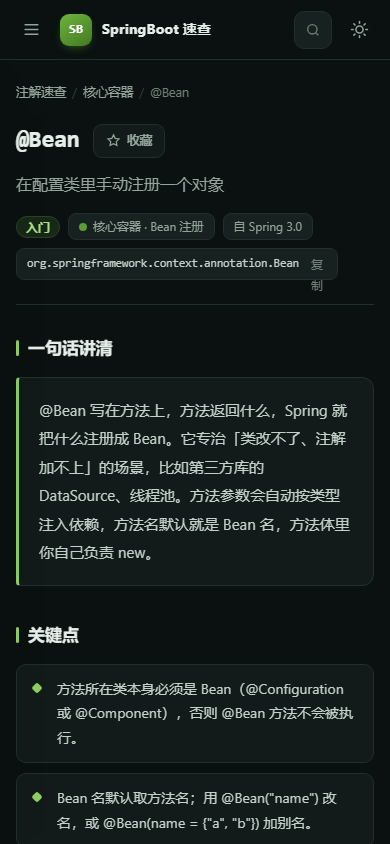 SB SpringBoot 速查
注解速查 / 核心容器 / @Bean
@Bean 收藏
在配置类里手动注册一个对象
入门 核心容器 · Bean 注册 自 Spring 3.0
org.springframework.context.annotation.Bean 复
制
一句话讲清
@Bean 写在方法上，方法返回什么，Spring 就
把什么注册成 Bean。它专治「类改不了、注解
加不上」的场景，比如第三方库的
DataSource、线程池。方法参数会自动按类型
注入依赖，方法名默认就是 Bean 名，方法体里
你自己负责 new。
关键点
方法所在类本身必须是 Bean（@Configuration
或 @Component），否则 @Bean 方法不会被执
行。
Bean 名默认取方法名；用 @Bean("name") 改
名，或 @Bean(name = {"a", "b"}) 加别名。